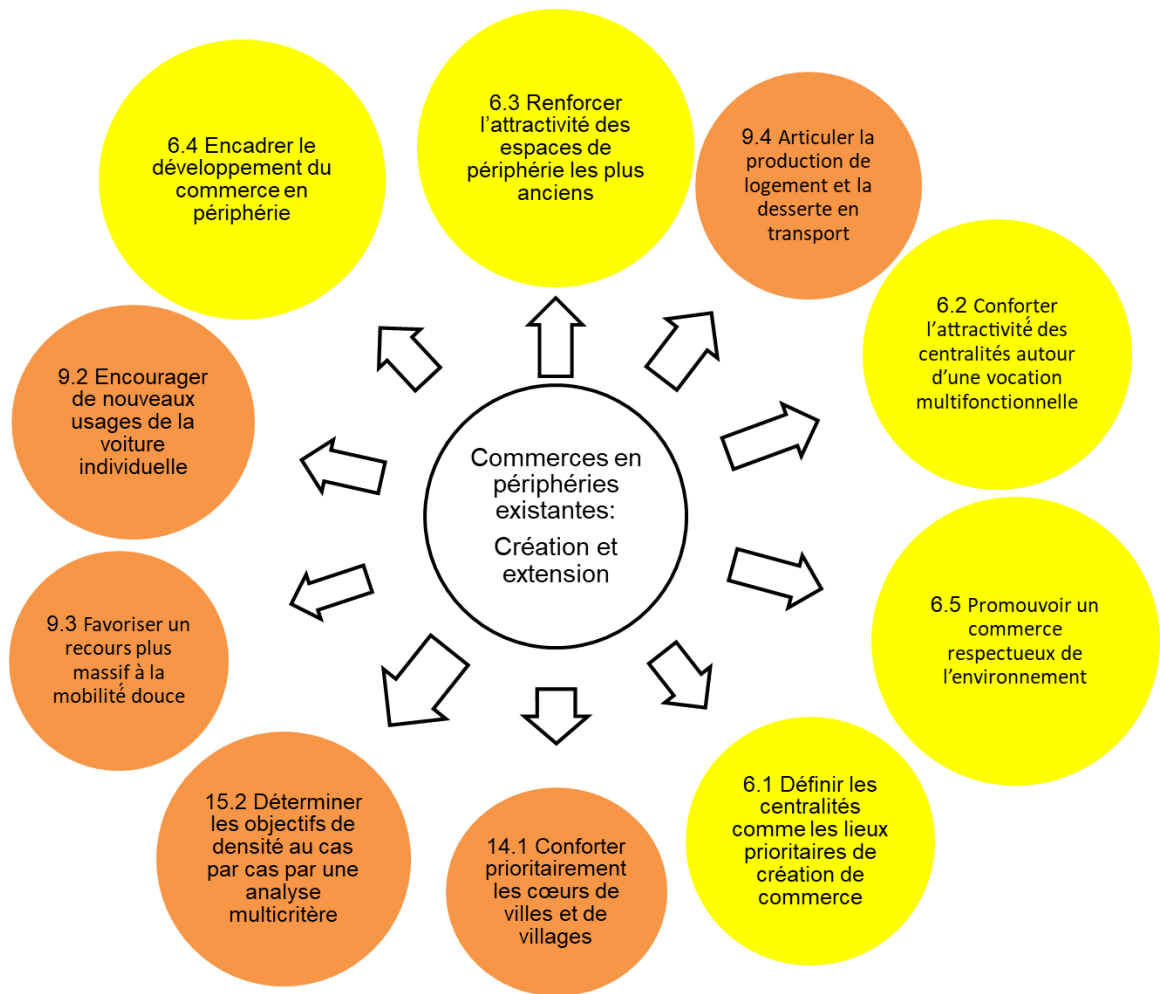 6.3 Renforcer
l'attractivité des
espaces de
périphérie les plus
anciens
9.4 Articuler la
production de
logement et la
desserte en
transport
6.2 Conforter
l'attractivité des
centralités autour
d'une vocation
multifonctionnelle
6.5 Promouvoir un
commerce
respectueux de
l'environnement
6.1 Définir les
centralités
comme les lieux
prioritaires de
création de
commerce
14.1 Conforter
prioritairement
les cœurs de
villes et de
villages
15.2 Déterminer
les objectifs de
densité au cas
par cas par une
analyse
multicritère
9.3 Favoriser un
recours plus
massif à la
mobilité douce
9.2 Encourager
de nouveaux
usages de la
voiture
individuelle
6.4 Encadrer le
développement du
commerce en
périphérie
Commerces en
périphéries
existantes:
Création et
extension